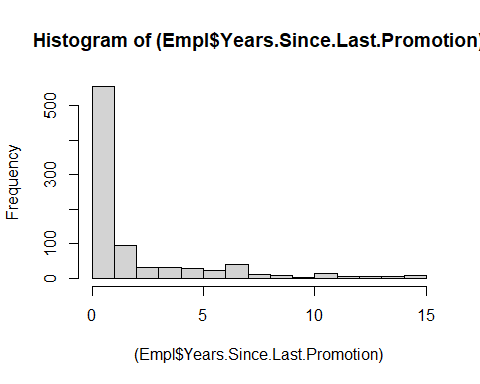 Histogram of (Empl$Years.Since.Last.Promotion)
Frequency
500
300
100
0
0 5 10 15
(Empl$Years.Since.Last.Promotion)